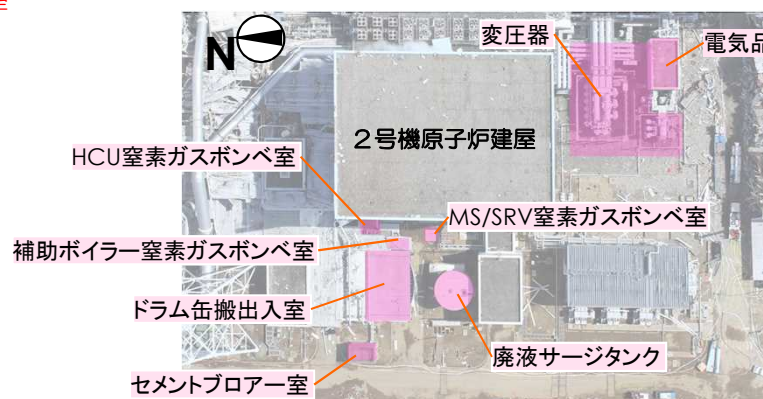 N
変圧器
電気品
2号機原子炉建屋
HCU窒素ガスボンベ室
MS/SRV窒素ガスボンベ室
補助ボイラー窒素ガスボンベ室
ドラム缶搬出入室
廃液サージタンク
セメントブロアー室